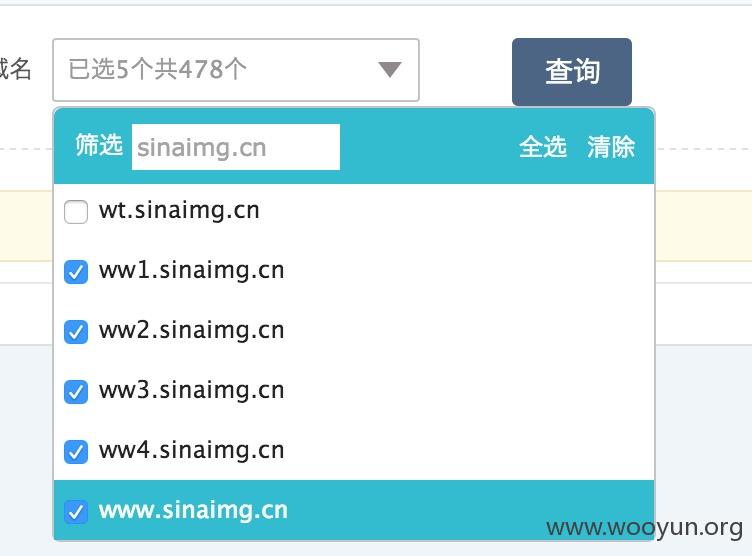 域名 已选5个共478个 查询
筛选 sinaimg.cn 全选 清除
wt.sinaimg.cn
ww1.sinaimg.cn
ww2.sinaimg.cn
ww3.sinaimg.cn
ww4.sinaimg.cn
www.sinaimg.cn
www.wooyun.org